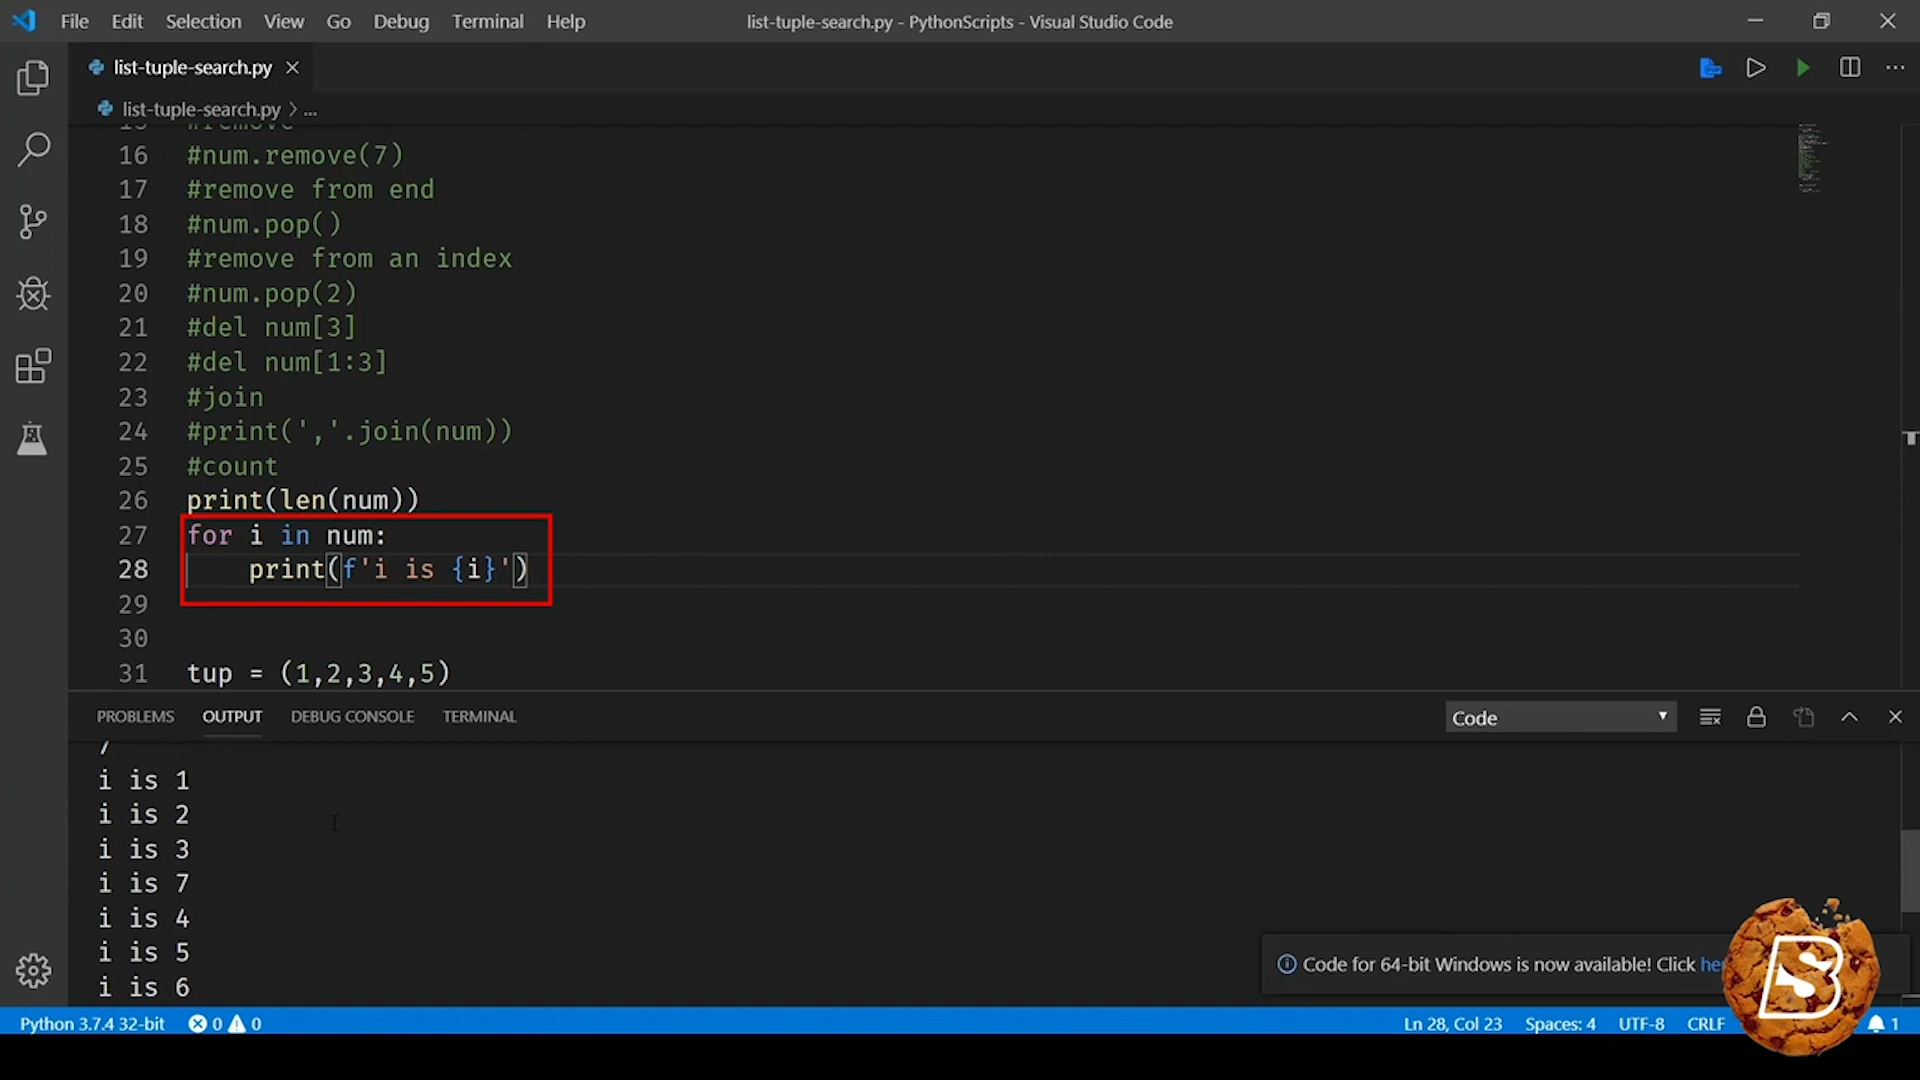 File Edit Selection View Go Debug Terminal Help list-tuple-search.py - PythonScripts - Visual Studio Code
list-tuple-search.py
list-tuple-search.py > ...
#remove
16 #num.remove(7)
17 #remove from end
18 #num.pop()
19 #remove from an index
20 #num.pop(2)
21 #del num[3]
22 #del num[1:3]
23 #join
24 #print(','.join(num))
25 #count
26 print(len(num))
27 for i in num:
28 print(f'i is {i}')
29
30
31 tup = (1,2,3,4,5)
PROBLEMS OUTPUT DEBUG CONSOLE TERMINAL Code
7
i is 1
i is 2
i is 3
i is 7
i is 4
i is 5
i is 6
Code for 64-bit Windows is now available! Click
Python 3.7.4 32-bit 0 0 Ln 28, Col 23 Spaces: 4 UTF-8 CRLF 1